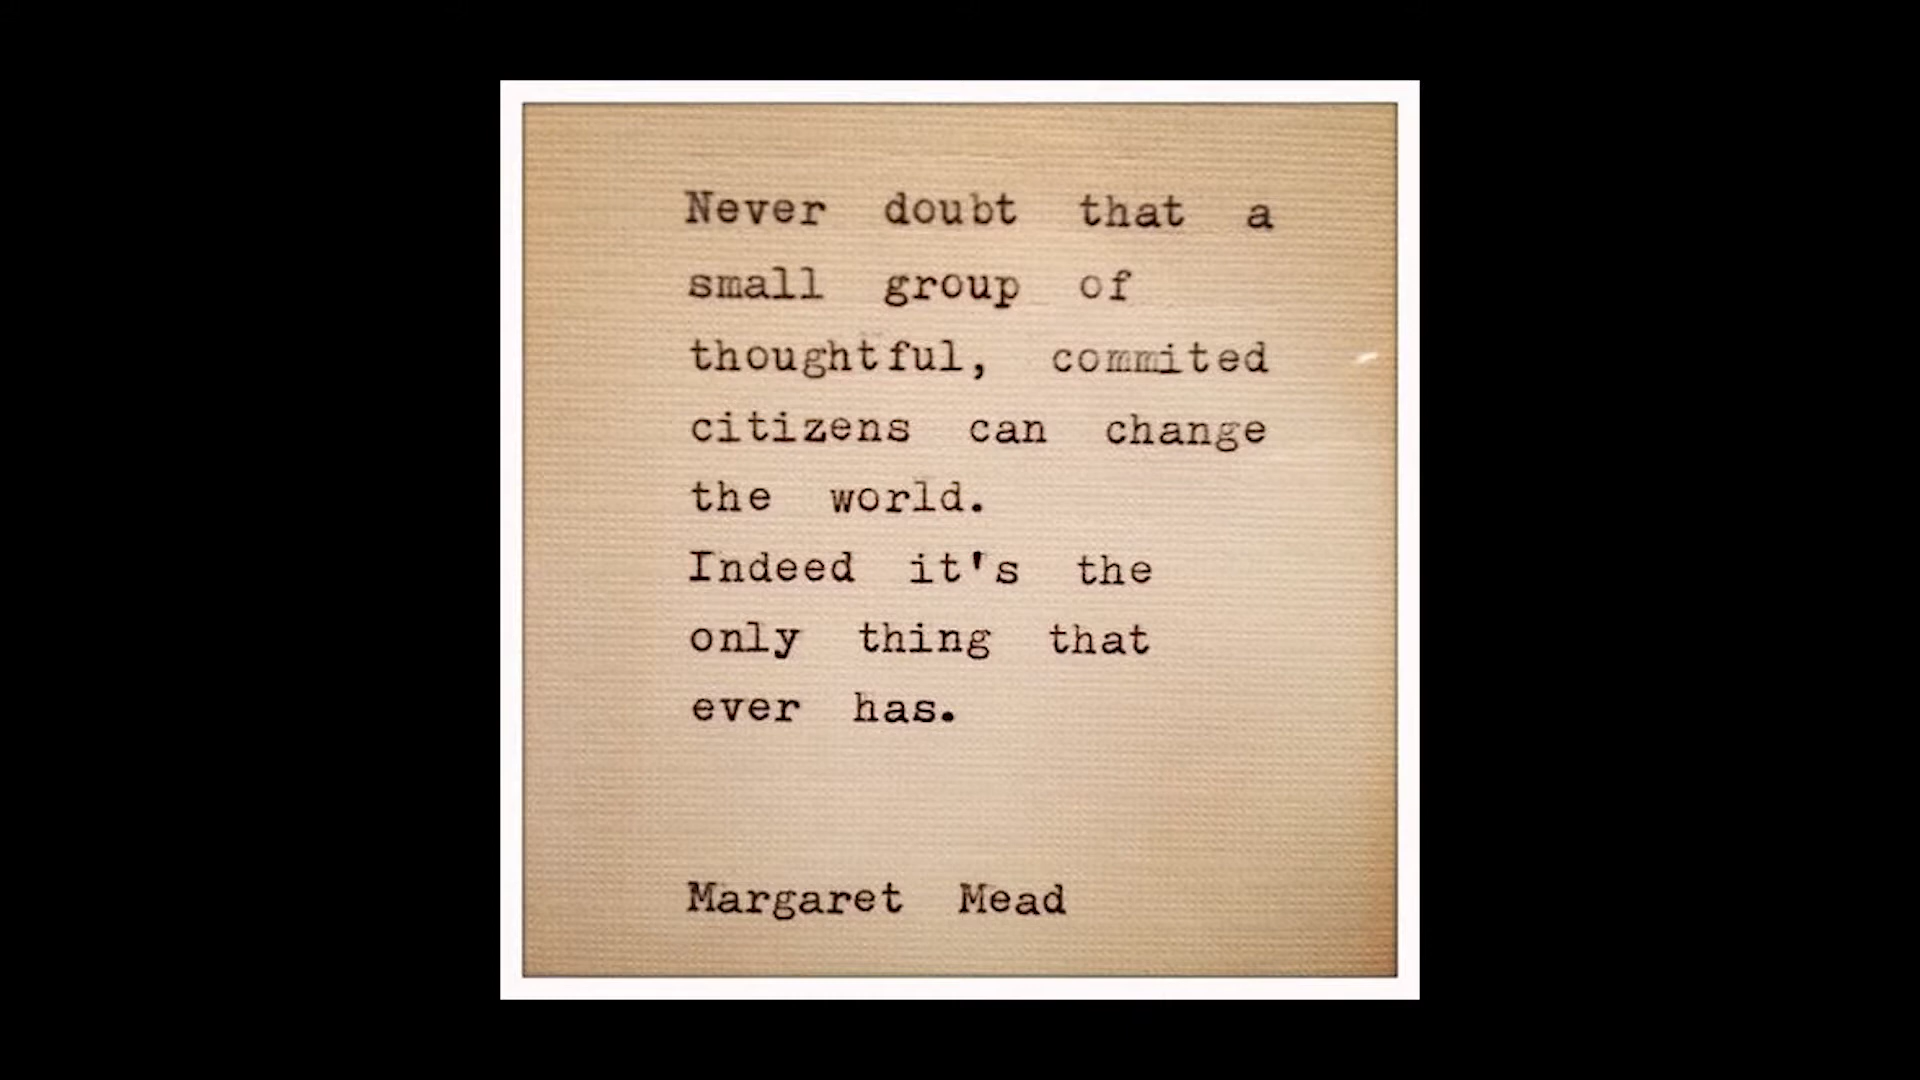 Never doubt that a
small group of
thoughtful, commited
citizens can change
the world.
Indeed it's the
only thing that
ever has.
Margaret Mead